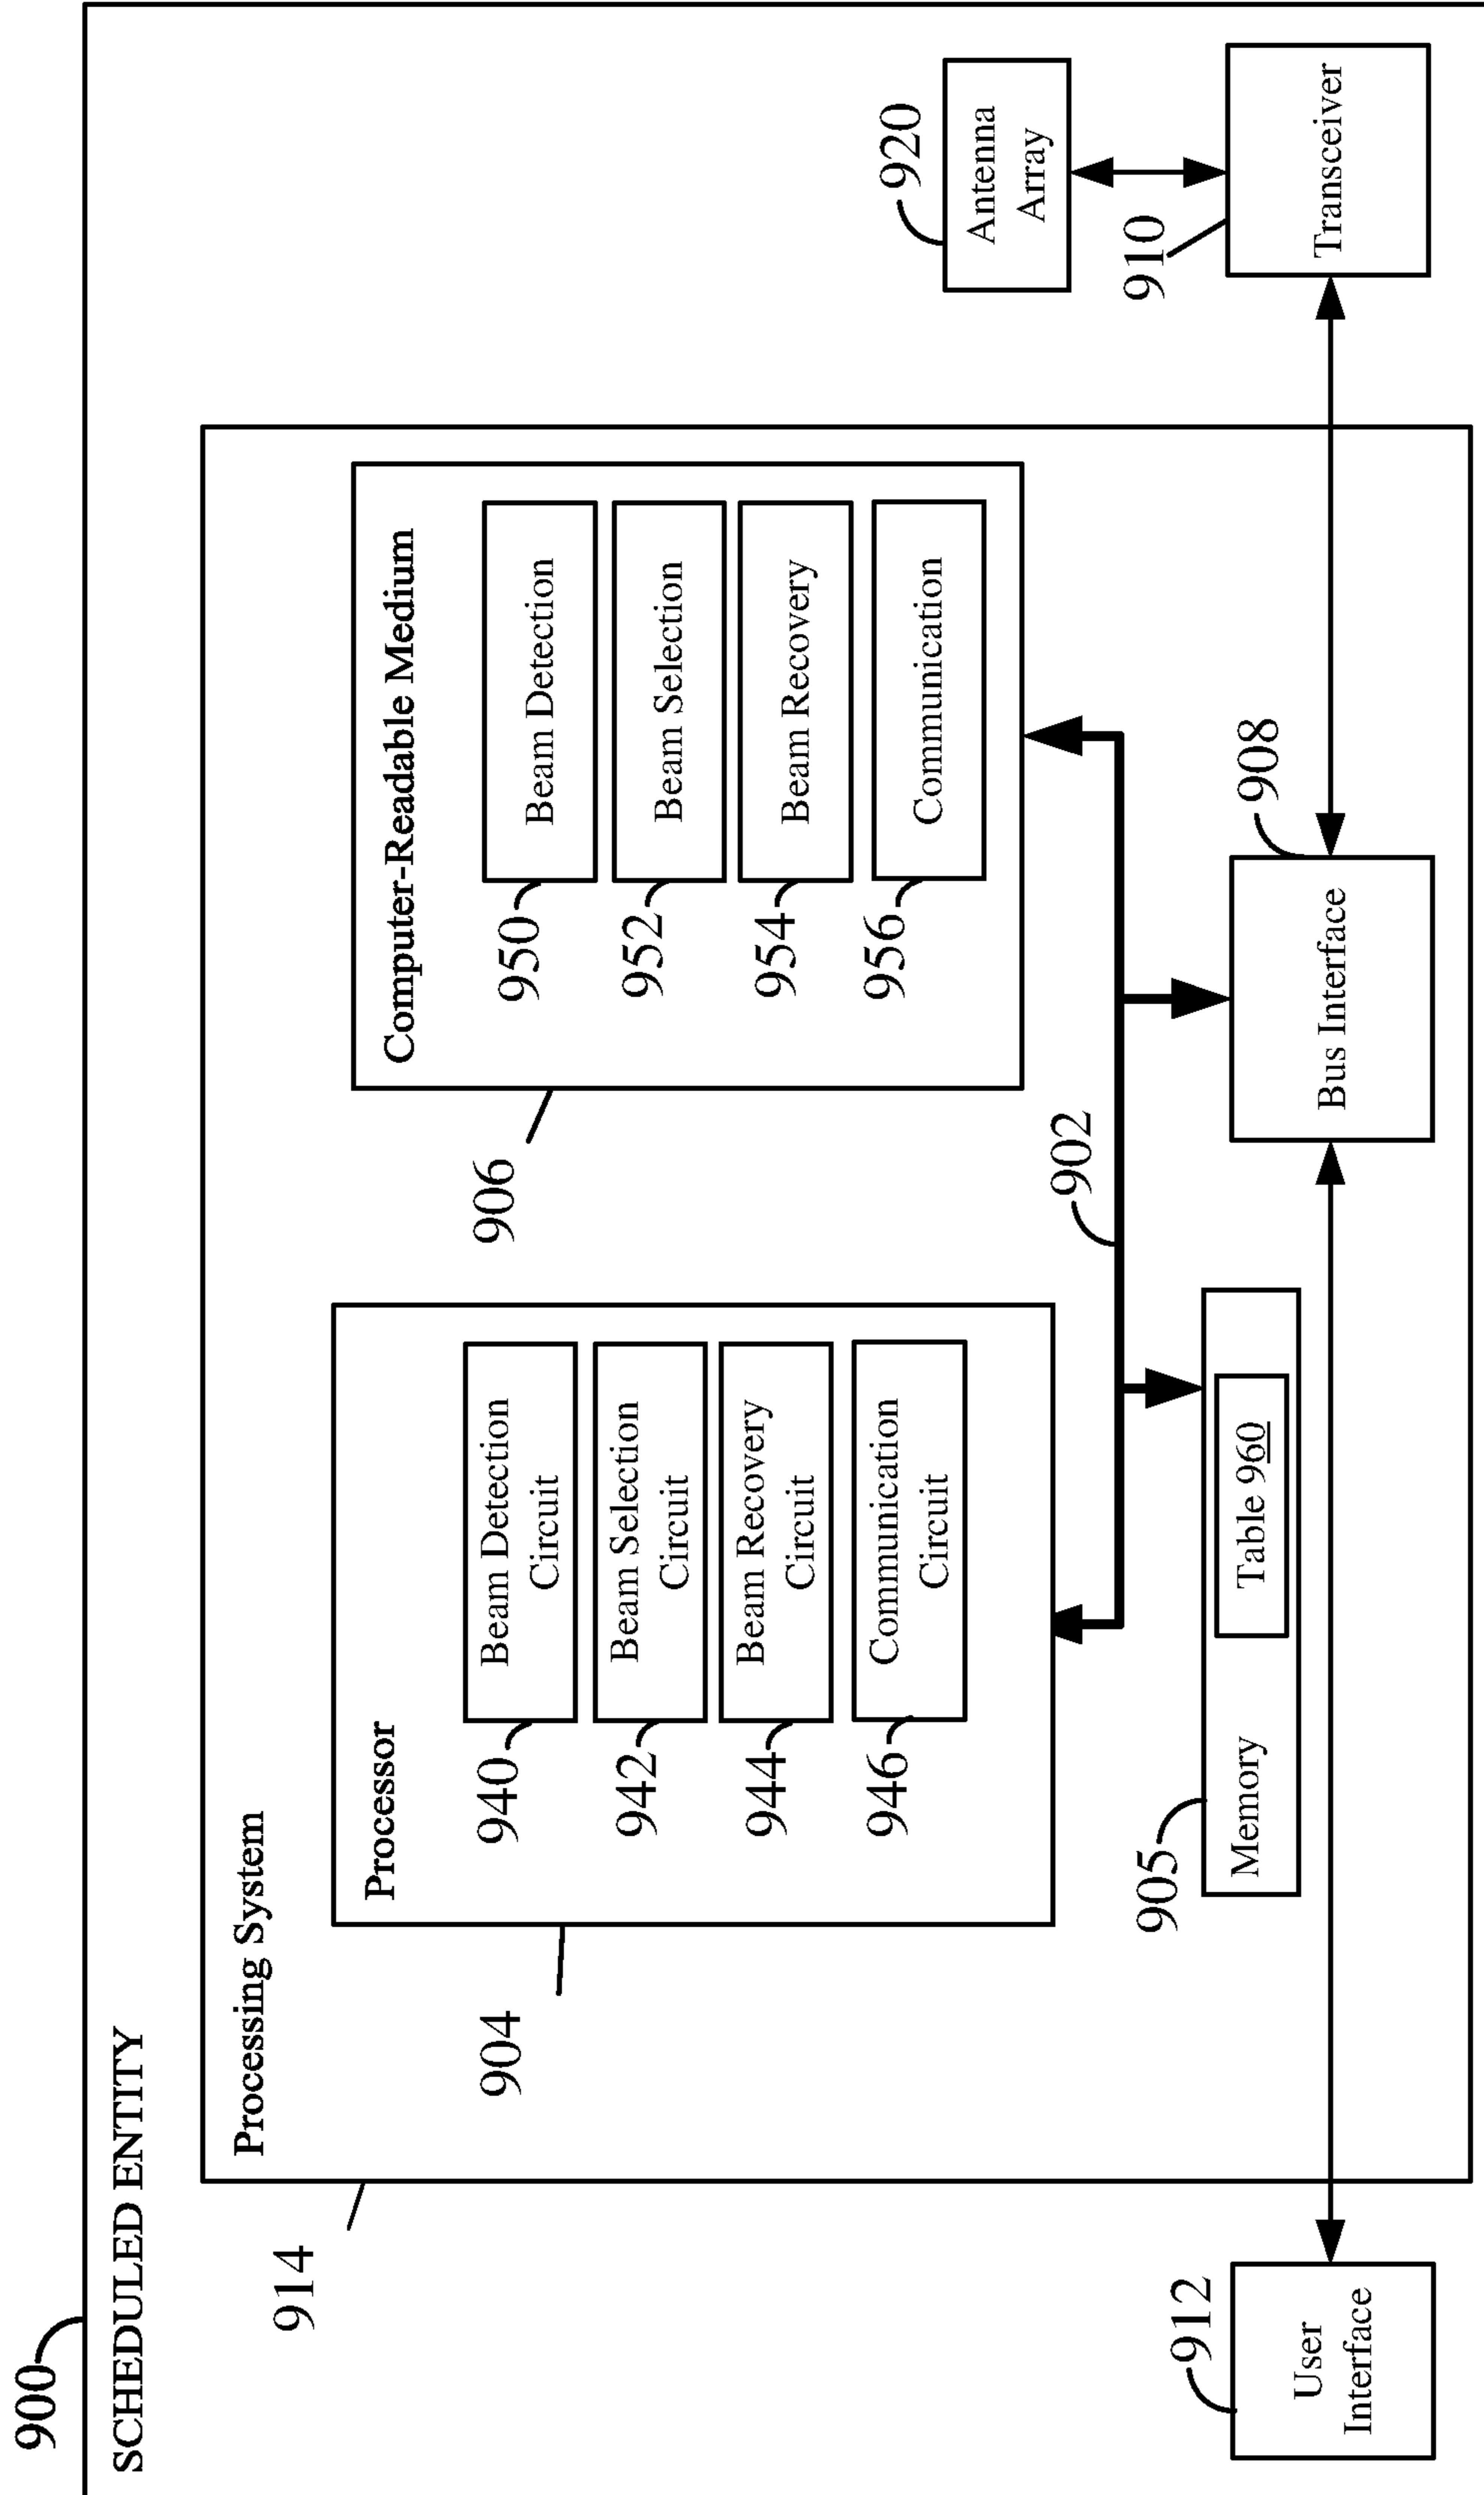 900
SCHEDULED ENTITY
914
Processing System
904
Processor
940
Beam Detection
Circuit
942
Beam Selection
Circuit
944
Beam Recovery
Circuit
946
Communication
Circuit
906
Computer-Readable Medium
950
Beam Detection
952
Beam Selection
954
Beam Recovery
956
Communication
902
905
Memory
Table 960
908
Bus Interface
912
User
Interface
920
Antenna
Array
910
Transceiver